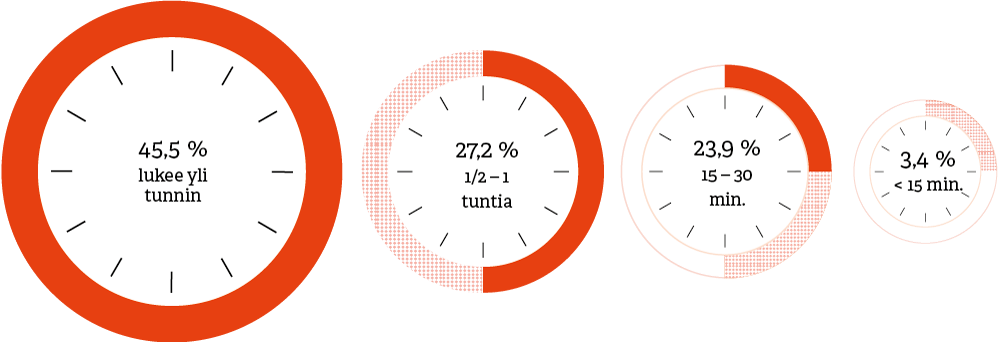 45,5 %
lukee yli
tunnin
27,2 %
1/2 – 1
tuntia
23,9 %
15 – 30
min.
3,4 %
< 15 min.